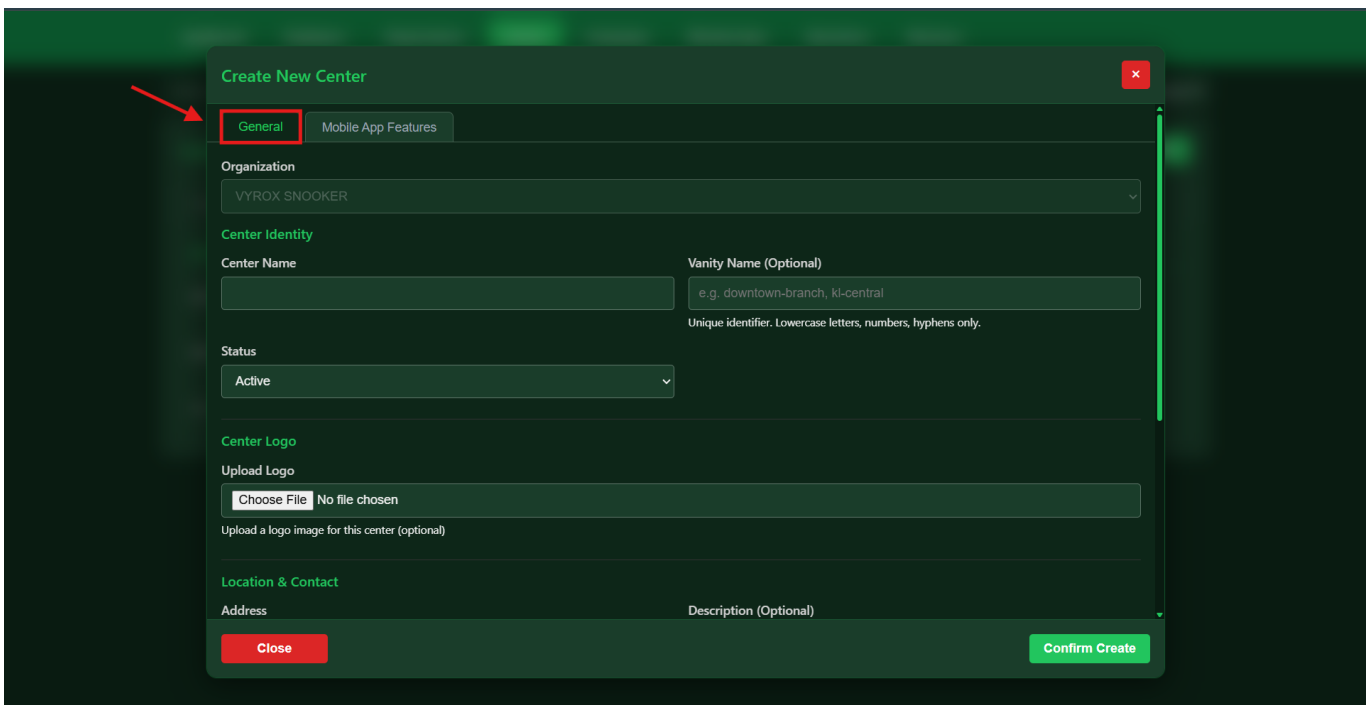 Create New Center
×
General
Mobile App Features
Organization
VYROX SNOOKER
Center Identity
Center Name
Vanity Name (Optional)
e.g. downtown-branch, kl-central
Unique identifier. Lowercase letters, numbers, hyphens only.
Status
Active
Center Logo
Upload Logo
Choose File No file chosen
Upload a logo image for this center (optional)
Location & Contact
Address
Description (Optional)
Close
Confirm Create